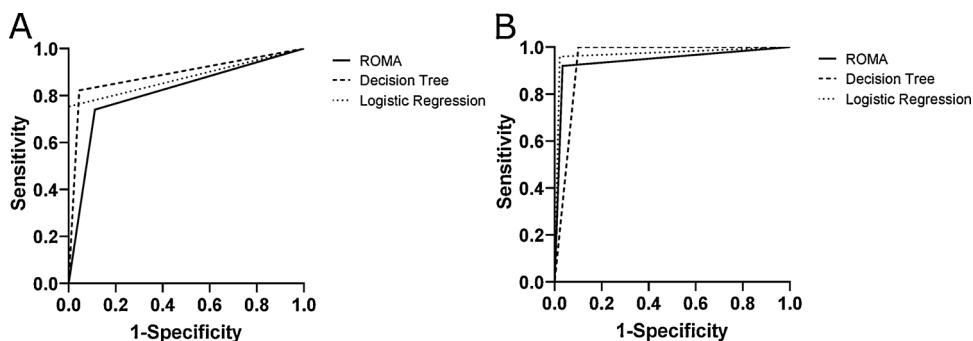 A
Sensitivity
1.0
0.8
0.6
0.4
0.2
0.0
0.0 0.2 0.4 0.6 0.8 1.0
1-Specificity
ROMA
Decision Tree
Logistic Regression
B
Sensitivity
1.0
0.8
0.6
0.4
0.2
0.0
0.0 0.2 0.4 0.6 0.8 1.0
1-Specificity
ROMA
Decision Tree
Logistic Regression